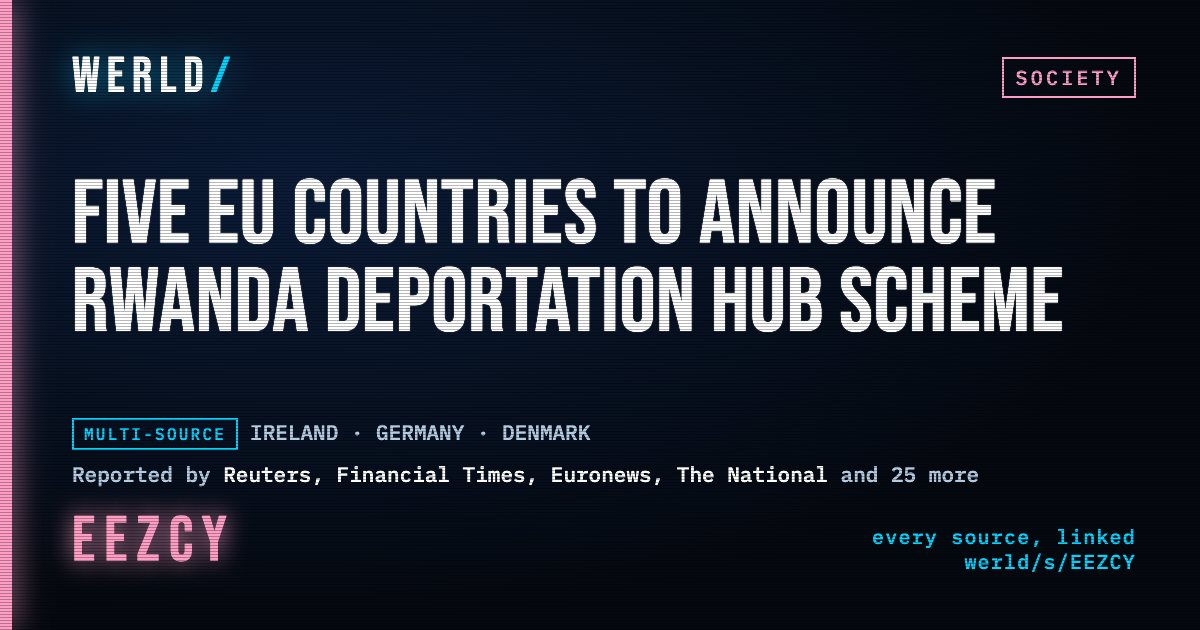 WERLD/
SOCIETY
FIVE EU COUNTRIES TO ANNOUNCE
RWANDA DEPORTATION HUB SCHEME
MULTI-SOURCE IRELAND · GERMANY · DENMARK
Reported by Reuters, Financial Times, Euronews, The National and 25 more
EEZCY
every source, linked
werld/s/EEZCY